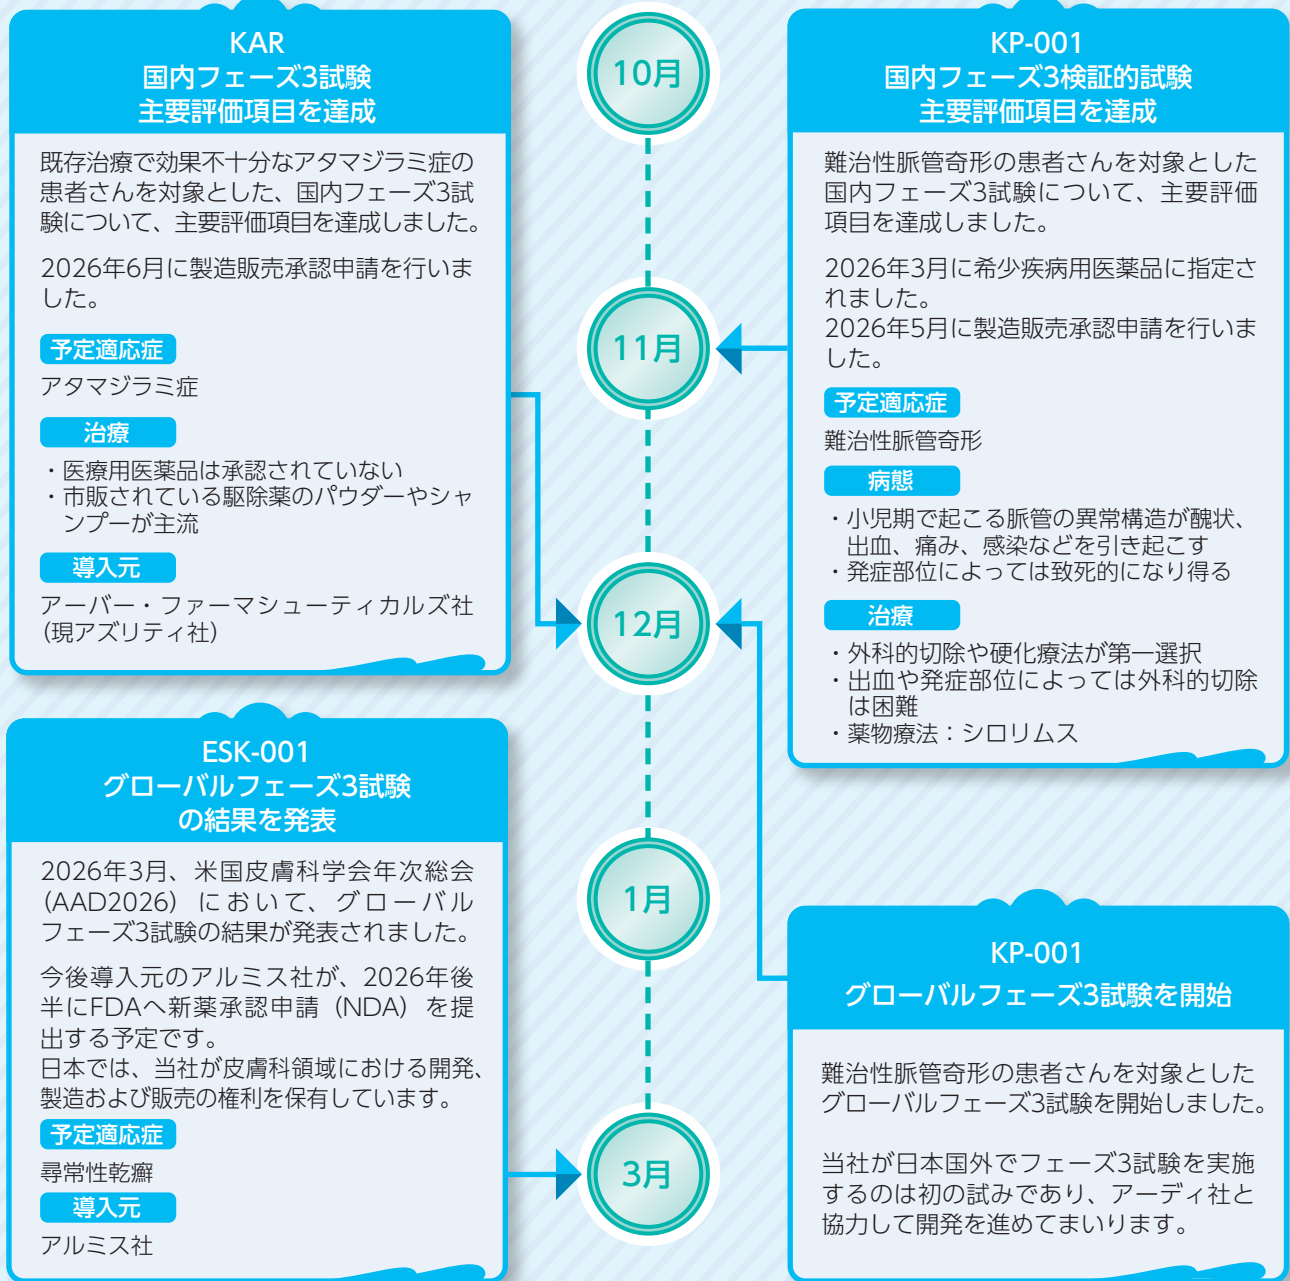 KAR
国内フェーズ3試験
主要評価項目を達成
既存治療で効果不十分なアタマジラミ症の
患者さんを対象とした、国内フェーズ3試
験について、主要評価項目を達成しました。
2026年6月に製造販売承認申請を行いま
した。
予定適応症
アタマジラミ症
治療
・医療用医薬品は承認されていない
・市販されている駆除薬のパウダーやシャ
ンプーが主流
導入元
アーバー・ファーマシューティカルズ社
(現アズリティ社)
ESK-001
グローバルフェーズ3試験
の結果を発表
2026年3月、米国皮膚科学会年次総会
(AAD2026) において、グローバル
フェーズ3試験の結果が発表されました。
今後導入元のアルミス社が、2026年後
半にFDAへ新薬承認申請 (NDA) を提
出する予定です。
日本では、当社が皮膚科領域における開発、
製造および販売の権利を保有しています。
予定適応症
尋常性乾癬
導入元
アルミス社
10月
11月
12月
1月
3月
KP-001
国内フェーズ3検証的試験
主要評価項目を達成
難治性脈管奇形の患者さんを対象とした
国内フェーズ3試験について、主要評価
項目を達成しました。
2026年3月に希少疾病用医薬品に指定さ
れました。
2026年5月に製造販売承認申請を行いま
した。
予定適応症
難治性脈管奇形
病態
・小児期で起こる脈管の異常構造が醜状、
出血、痛み、感染などを引き起こす
・発症部位によっては致死的になり得る
治療
・外科的切除や硬化療法が第一選択
・出血や発症部位によっては外科的切除
は困難
・薬物療法：シロリムス
KP-001
グローバルフェーズ3試験を開始
難治性脈管奇形の患者さんを対象とした
グローバルフェーズ3試験を開始しました。
当社が日本国外でフェーズ3試験を実施
するのは初の試みであり、アーディ社と
協力して開発を進めてまいります。